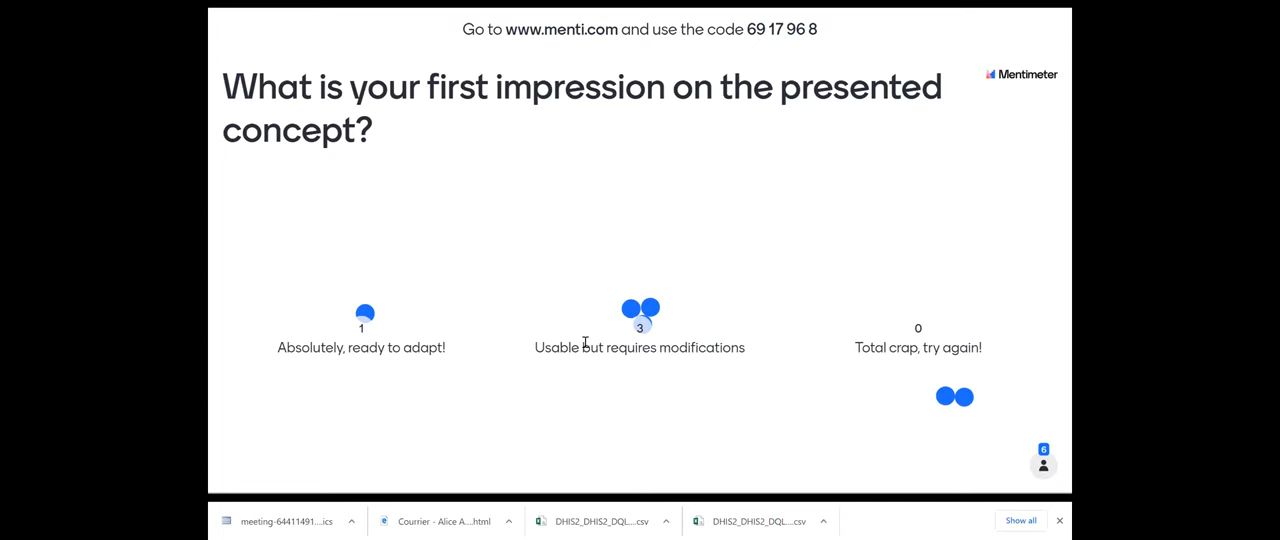 Go to www.menti.com and use the code 69 17 96 8
What is your first impression on the presented
concept?
Mentimeter
1
3
0
Absolutely, ready to adapt!
Usable but requires modifications
Total crap, try again!
6
meeting-64411491....ics
Courrier - Alice A....html
DHIS2_DHIS2_DQL....csv
DHIS2_DHIS2_DQL....csv
Show all